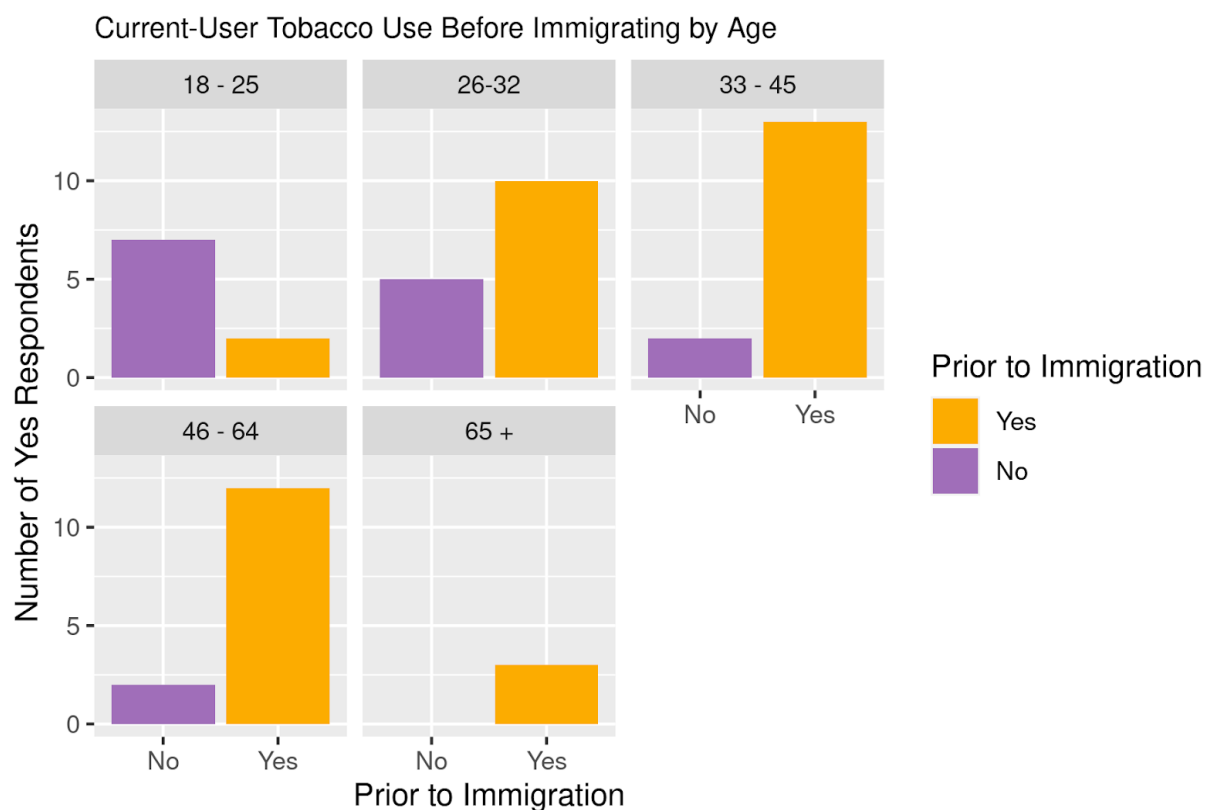 Current-User Tobacco Use Before Immigrating by Age
18 - 25
26-32
33 - 45
10
5
0
No
Yes
46 - 64
65 +
10
5
0
No
Yes
No
Yes
Number of Yes Respondents
Prior to Immigration
Prior to Immigration
Yes
No